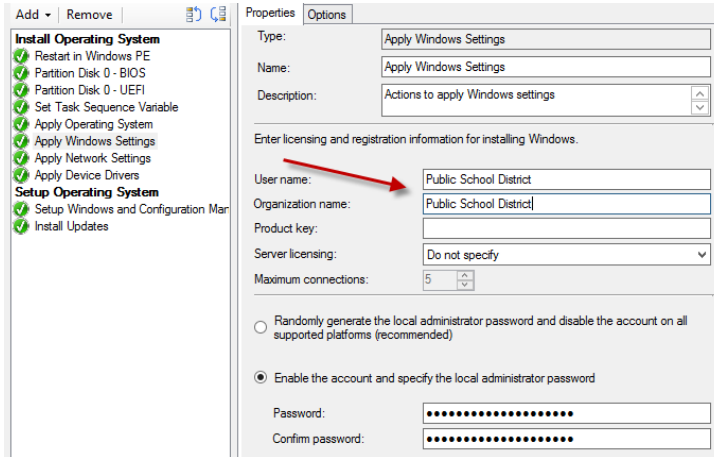 Add Remove
Install Operating System
Restart in Windows PE
Partition Disk 0 - BIOS
Partition Disk 0 - UEFI
Set Task Sequence Variable
Apply Operating System
Apply Windows Settings
Apply Network Settings
Apply Device Drivers
Setup Operating System
Setup Windows and Configuration Man
Install Updates
Properties Options
Type: Apply Windows Settings
Name: Apply Windows Settings
Description: Actions to apply Windows settings
Enter licensing and registration information for installing Windows.
User name: Public School District
Organization name: Public School District
Product key:
Server licensing: Do not specify
Maximum connections: 5
Randomly generate the local administrator password and disable the account on all
supported platforms (recommended)
Enable the account and specify the local administrator password
Password: ●●●●●●●●●●●●●●●●●●●●
Confirm password: ●●●●●●●●●●●●●●●●●●●●